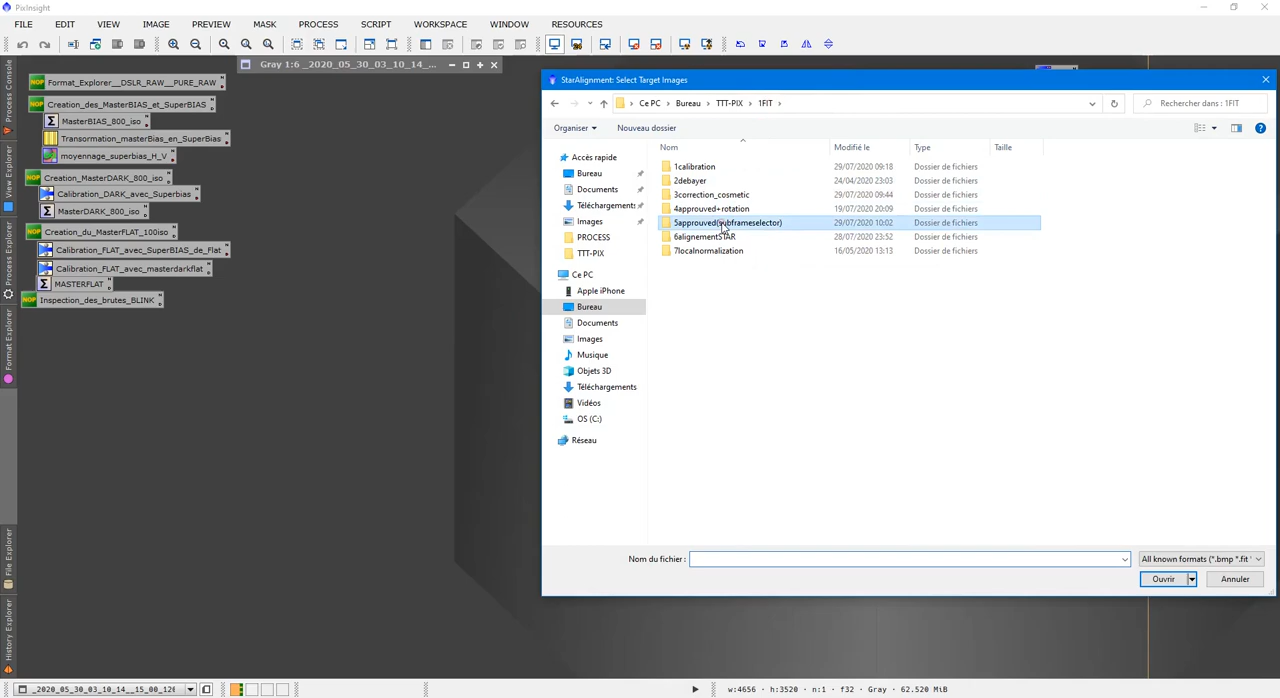 PixInsight
FILE EDIT VIEW IMAGE PREVIEW MASK PROCESS SCRIPT WORKSPACE WINDOW RESOURCES
Gray 1:6 _2020_05_30_03_10_14_...
Process Console
View Explorer
Process Explorer
Format Explorer
File Explorer
History Explorer
NOP Format_Explorer__DSLR_RAW__PURE_RAW
NOP Creation_des_MasterBIAS_et_SuperBIAS
MasterBIAS_800_iso
Transormation_masterBias_en_SuperBias
moyennage_superbias_H_V
NOP Creation_MasterDARK_800_iso
Calibration_DARK_avec_Superbias
MasterDARK_800_iso
NOP Creation_du_MasterFLAT_100iso
Calibration_FLAT_avec_SuperBIAS_de_Flat
Calibration_FLAT_avec_masterdarkflat
MASTERFLAT
NOP Inspection_des_brutes_BLINK
StarAlignment: Select Target Images
Ce PC > Bureau > TTT-PIX > 1FIT >
Rechercher dans : 1FIT
Organiser
Nouveau dossier
Nom Modifié le Type Taille
Accès rapide
Bureau
Documents
Téléchargements
Images
PROCESS
TTT-PIX
Ce PC
Apple iPhone
Bureau
Documents
Images
Musique
Objets 3D
Téléchargements
Vidéos
OS (C:)
Réseau
1calibration 29/07/2020 09:18 Dossier de fichiers
2debayer 24/04/2020 23:03 Dossier de fichiers
3correction_cosmetic 29/07/2020 09:44 Dossier de fichiers
4approuved+rotation 19/07/2020 20:09 Dossier de fichiers
5approuved(subframeselector) 29/07/2020 10:02 Dossier de fichiers
6alignementSTAR 28/07/2020 23:52 Dossier de fichiers
7localnormalization 16/05/2020 13:13 Dossier de fichiers
Nom du fichier :
All known formats (*.bmp *.fit
Ouvrir
Annuler
_2020_05_30_03_10_14__15_00_120
w:4656 · h:3520 · n:1 · f32 · Gray · 62.520 MiB